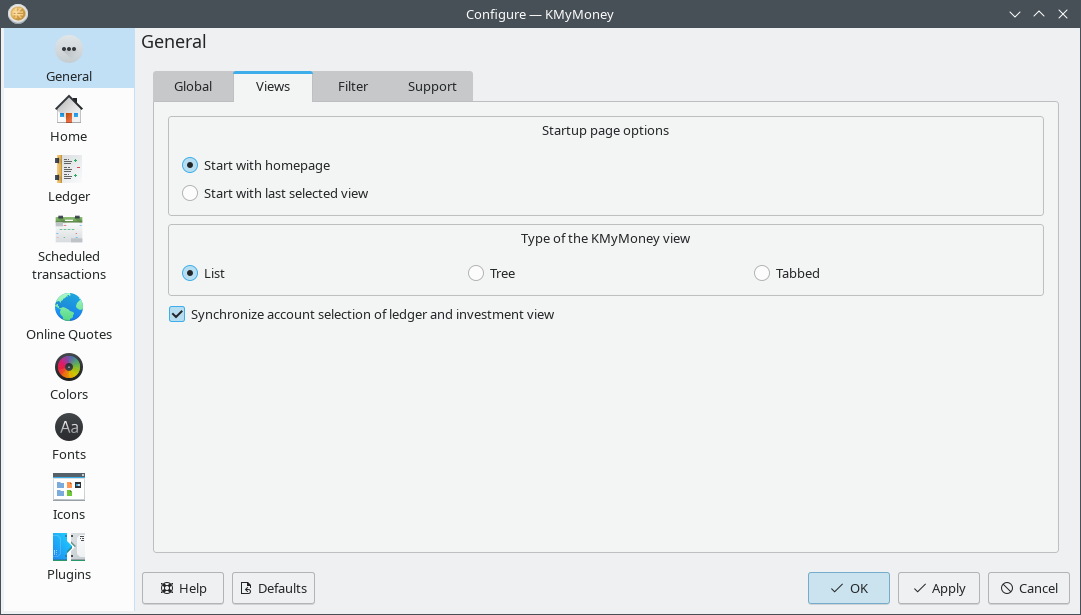 Configure — KMyMoney
General
Home
Ledger
Scheduled
transactions
Online Quotes
Colors
Aa
Fonts
Icons
Plugins
General
Global Views Filter Support
Startup page options
Start with homepage
Start with last selected view
Type of the KMyMoney view
List Tree Tabbed
Synchronize account selection of ledger and investment view
Help Defaults OK Apply Cancel